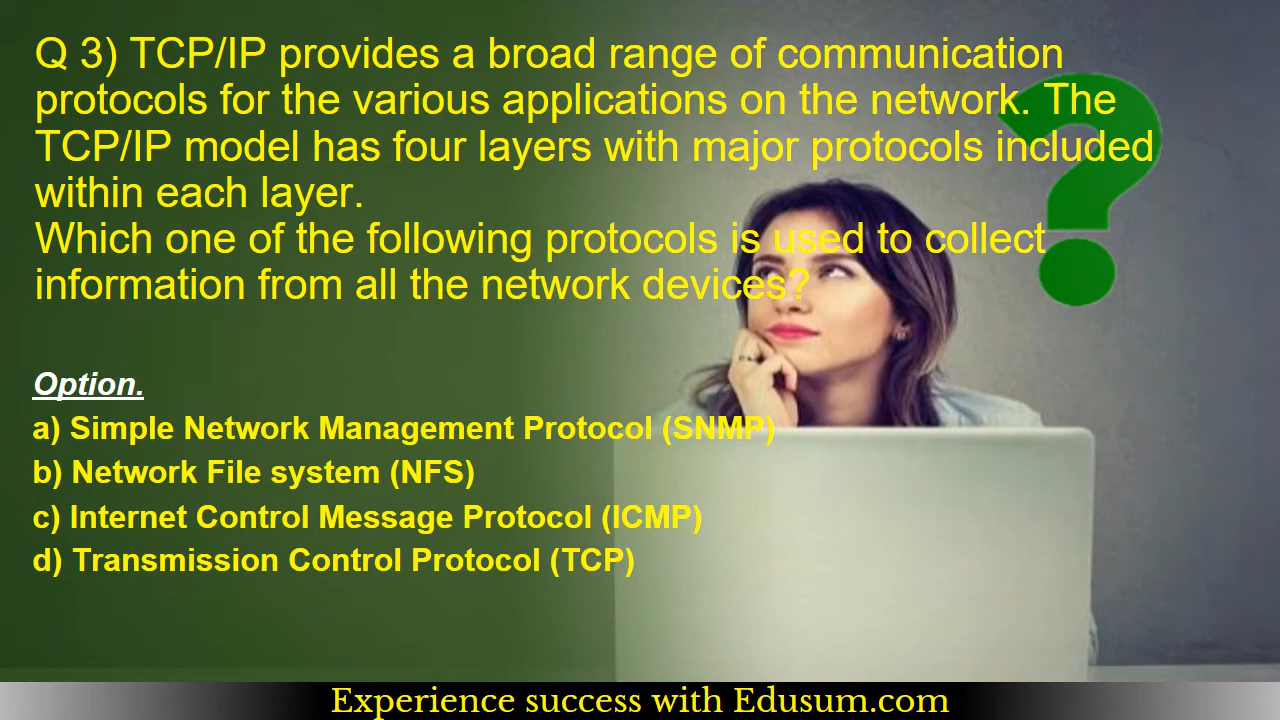 Q 3) TCP/IP provides a broad range of communication
protocols for the various applications on the network. The
TCP/IP model has four layers with major protocols included
within each layer.
Which one of the following protocols is used to collect
information from all the network devices?
Option.
a) Simple Network Management Protocol (SNMP)
b) Network File system (NFS)
c) Internet Control Message Protocol (ICMP)
d) Transmission Control Protocol (TCP)
Experience success with Edusum.com